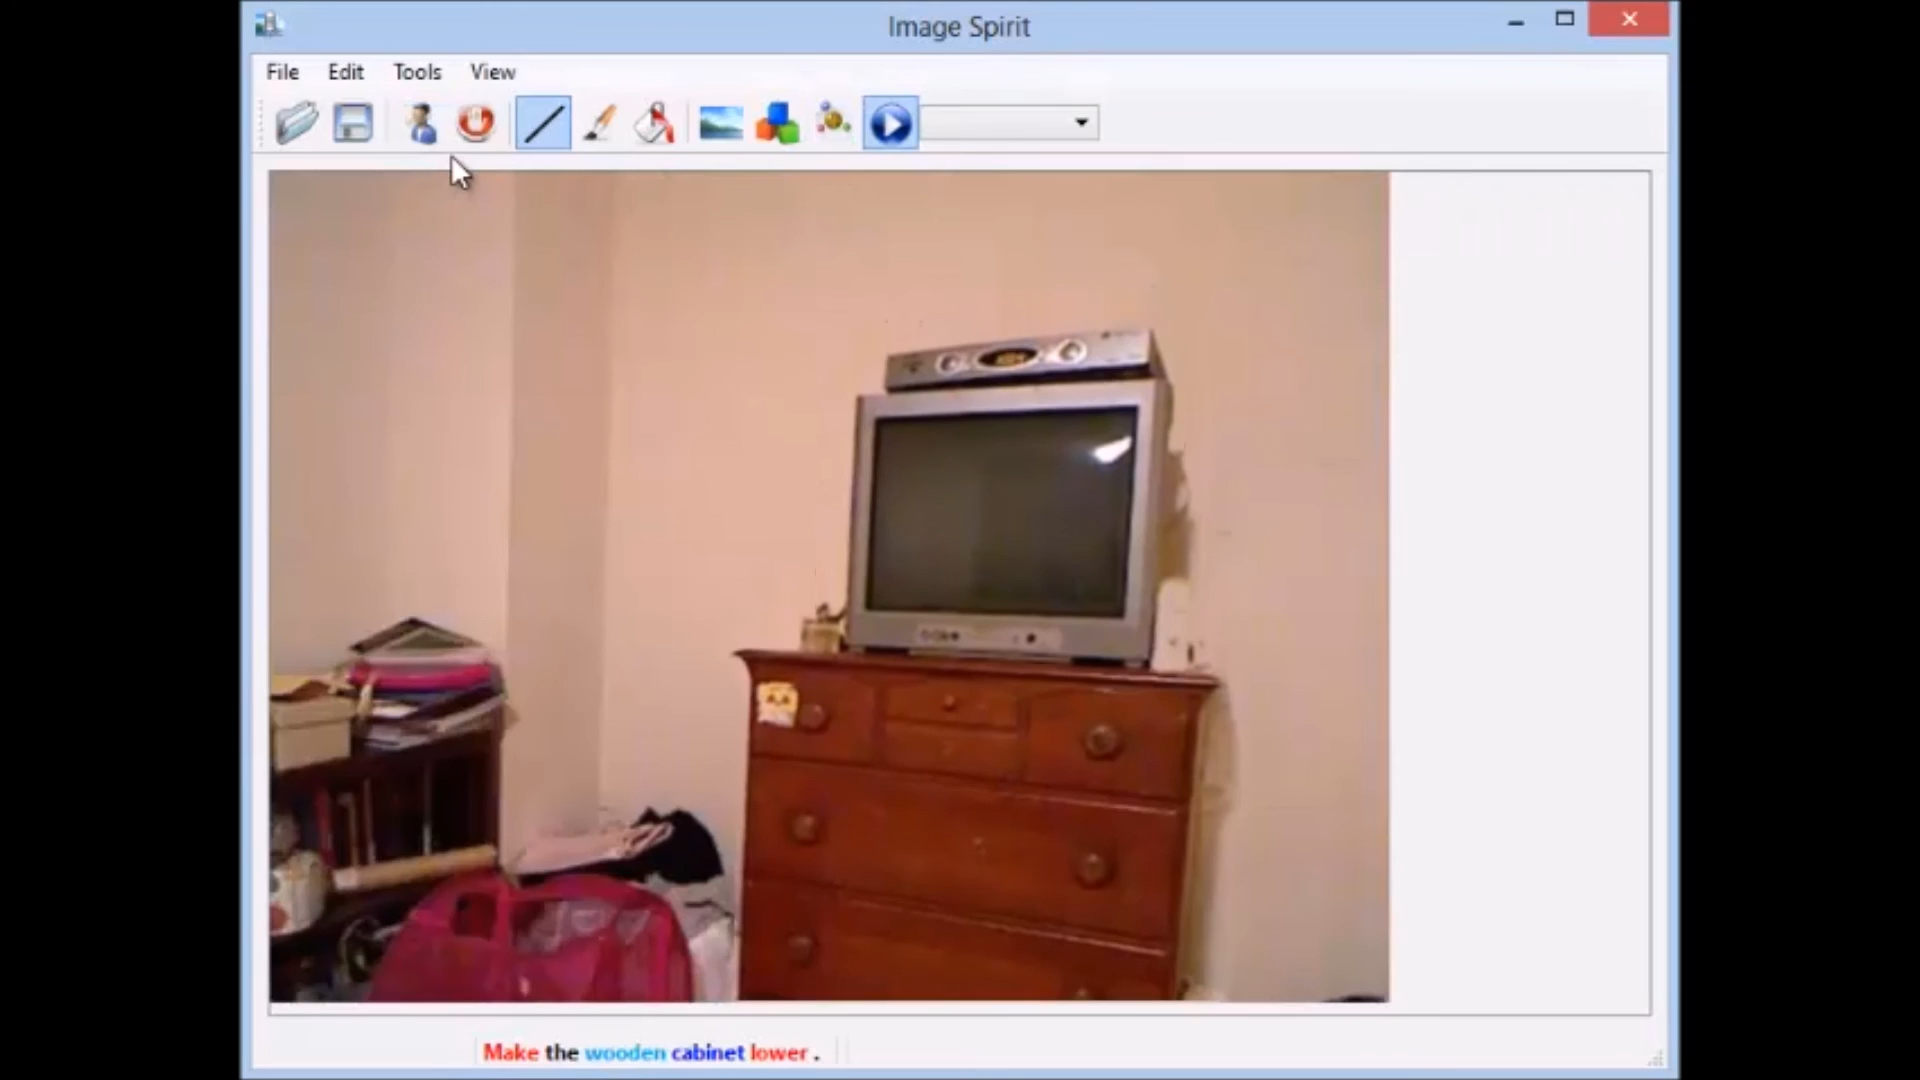 Image Spirit
File Edit Tools View
Make the wooden cabinet lower .